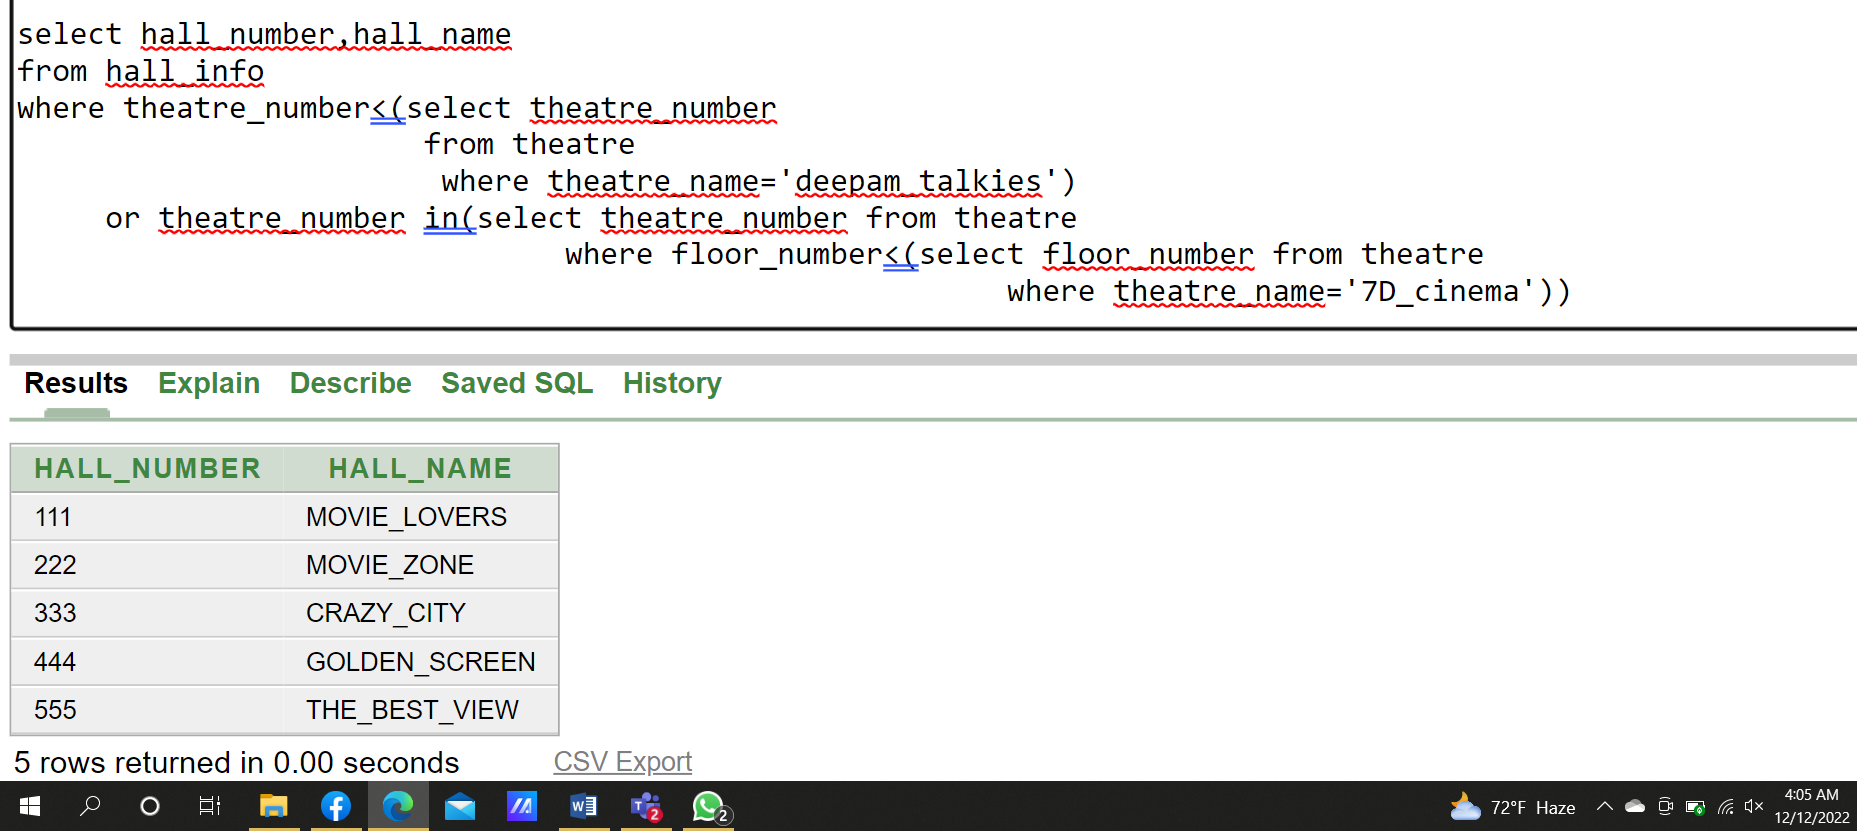 select hall_number,hall_name
from hall_info
where theatre_number<(select theatre_number
from theatre
where theatre_name='deepam_talkies')
or theatre_number in(select theatre_number from theatre
where floor_number<(select floor_number from theatre
where theatre_name='7D_cinema'))
Results Explain Describe Saved SQL History
HALL_NUMBER HALL_NAME
111 MOVIE_LOVERS
222 MOVIE_ZONE
333 CRAZY_CITY
444 GOLDEN_SCREEN
555 THE_BEST_VIEW
5 rows returned in 0.00 seconds CSV Export
72°F Haze
4:05 AM
12/12/2022
2
2